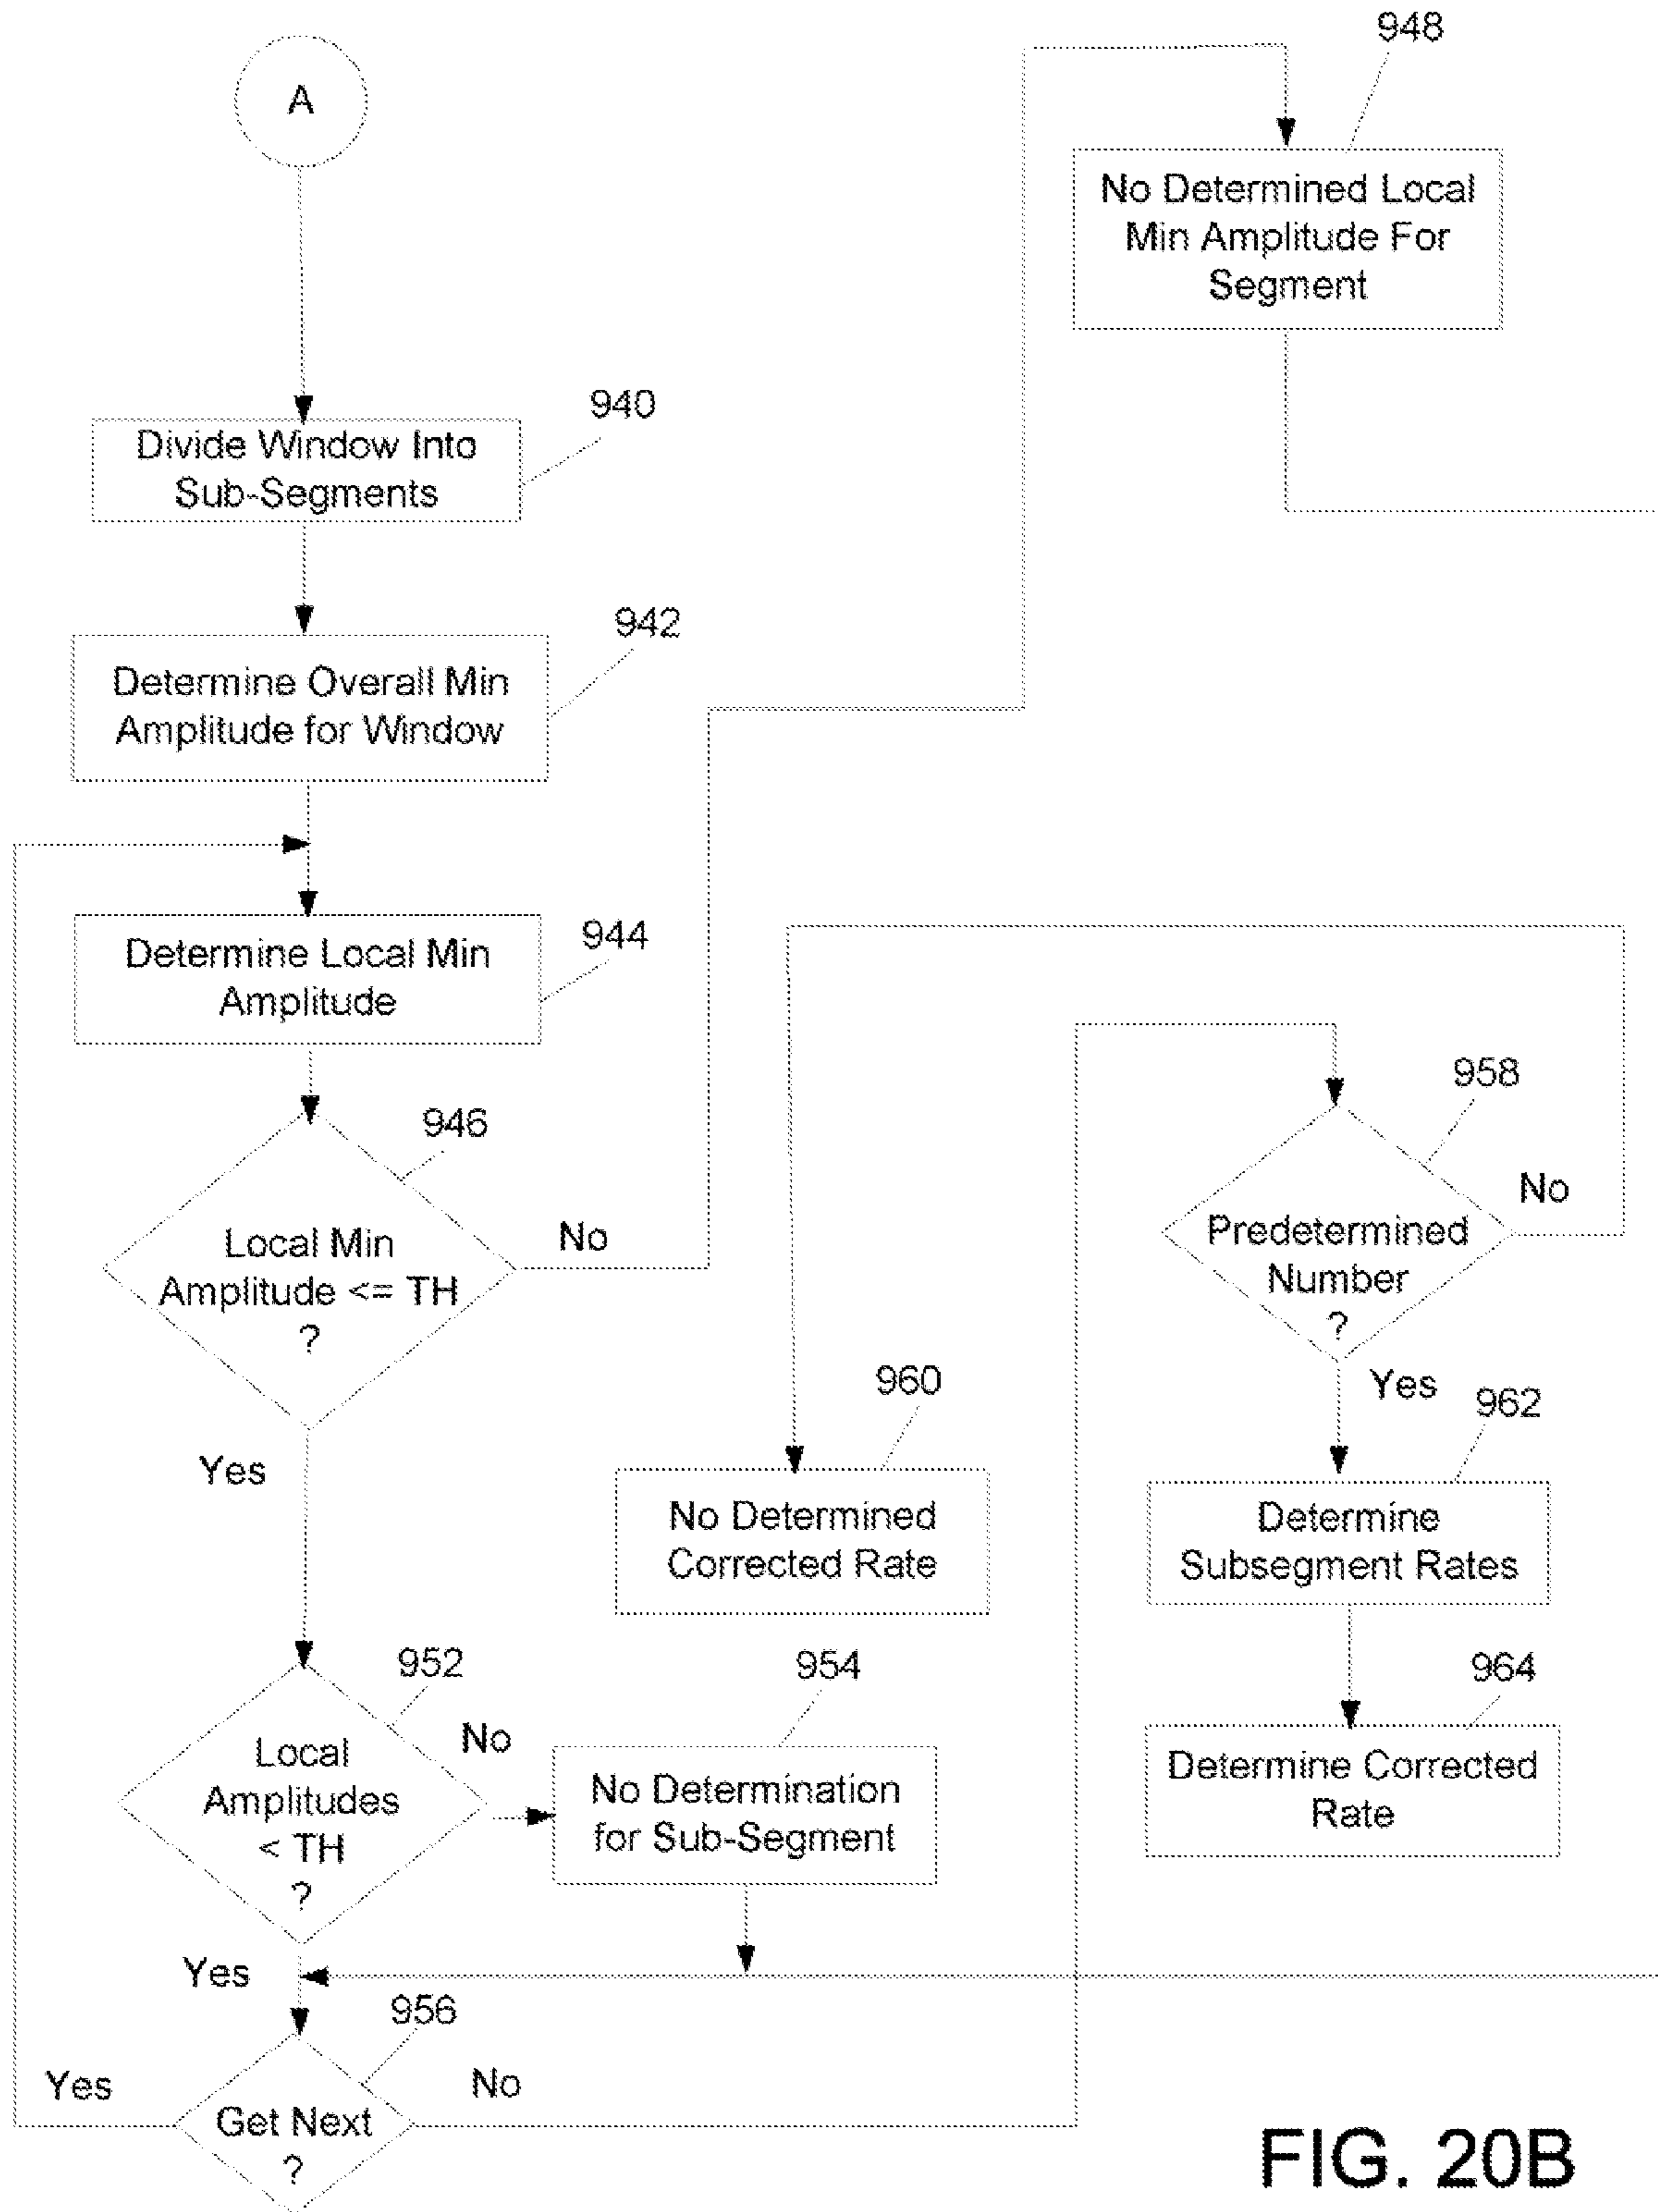 A
940
Divide Window Into
Sub-Segments
942
Determine Overall Min
Amplitude for Window
944
Determine Local Min
Amplitude
946
Local Min
Amplitude <= TH
?
No
Yes
948
No Determined Local
Min Amplitude For
Segment
952
Local
Amplitudes
< TH
?
No
Yes
954
No Determination
for Sub-Segment
956
Get Next
?
Yes
No
958
Predetermined
Number
?
No
Yes
960
No Determined
Corrected Rate
962
Determine
Subsegment Rates
964
Determine Corrected
Rate
FIG. 20B